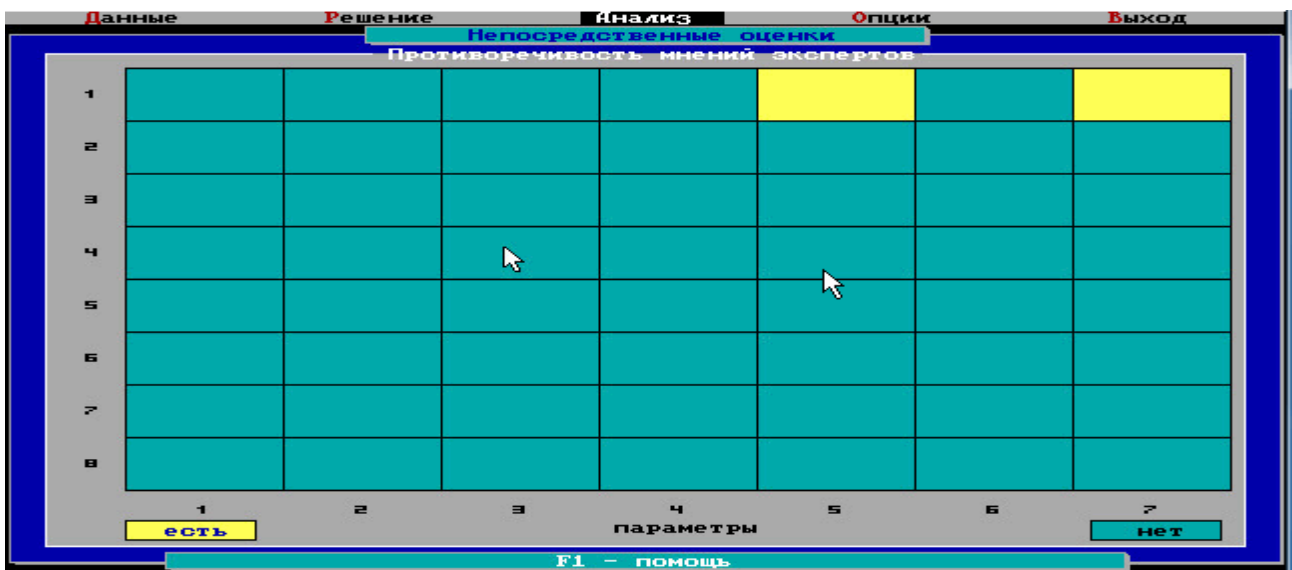 Данные Решение Анализ Опции Выход
Непосредственные оценки
Противоречивость мнений экспертов
1
2
3
4
5
6
7
8
1 2 3 4 5 6 7
есть параметры нет
F1 - помощь